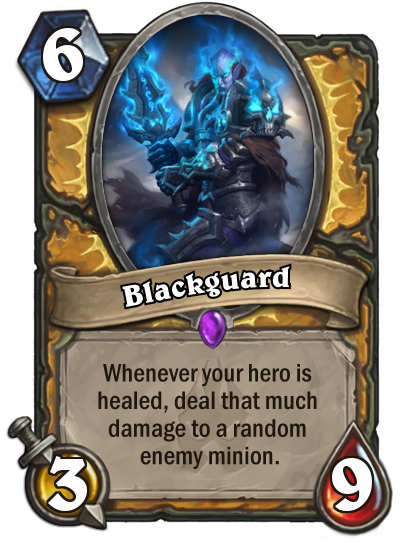 6
Blackguard
Whenever your hero is
healed, deal that much
damage to a random
enemy minion.
3
9